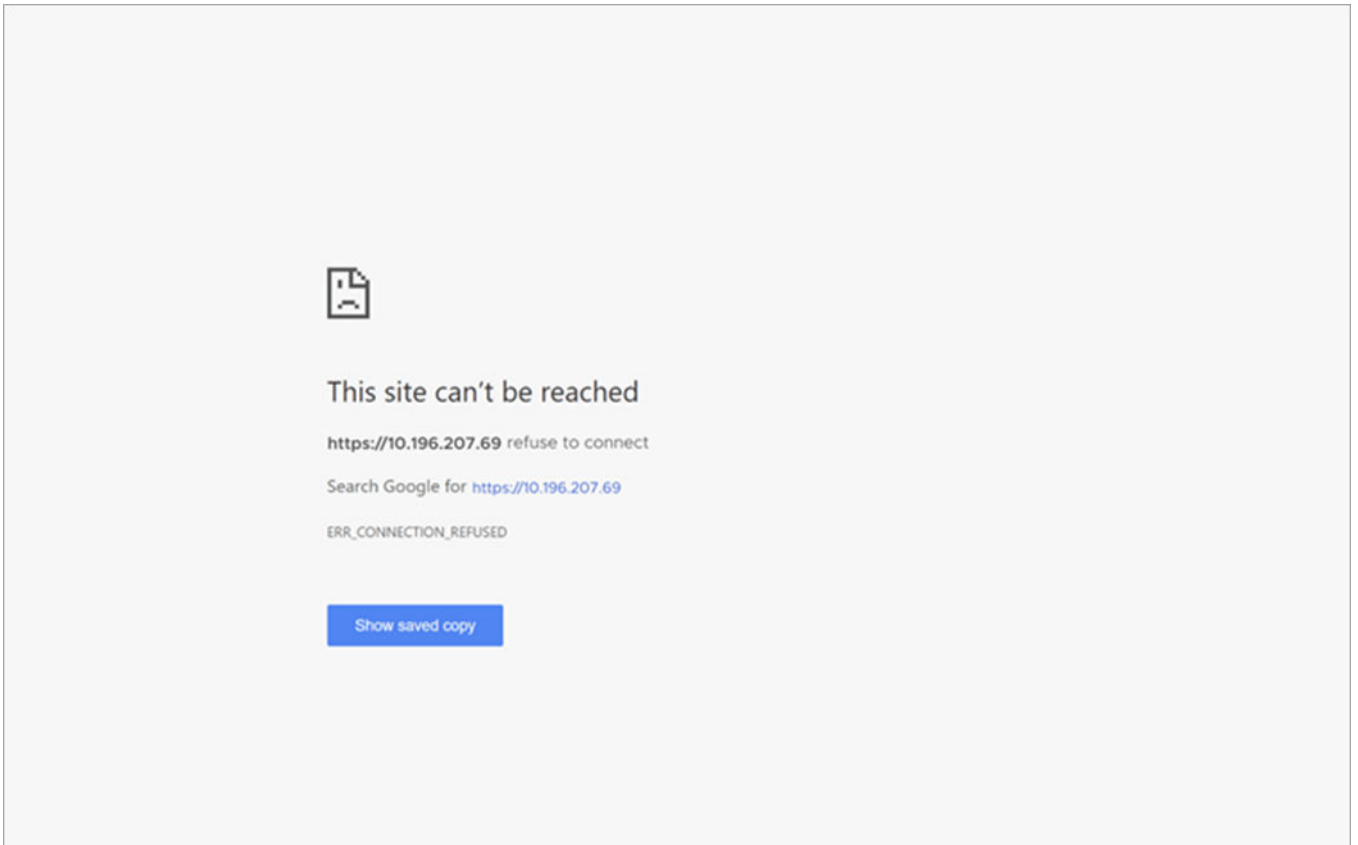 This site can't be reached
https://10.196.207.69 refuse to connect
Search Google for https://10.196.207.69
ERR_CONNECTION_REFUSED
Show saved copy